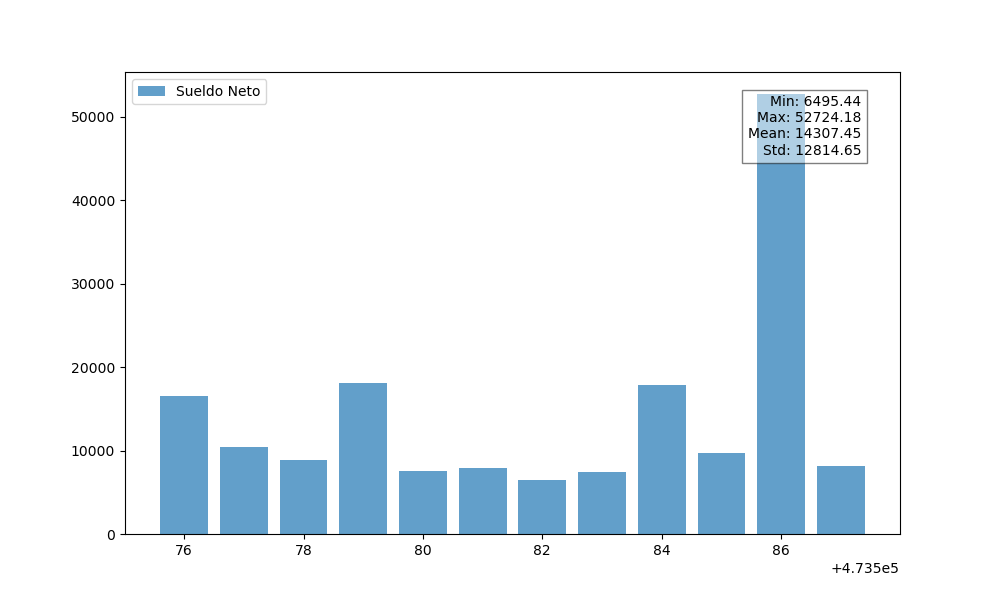 Sueldo Neto
Min: 6495.44
Max: 52724.18
Mean: 14307.45
Std: 12814.65
50000
40000
30000
20000
10000
0
76 78 80 82 84 86
+4.735e5